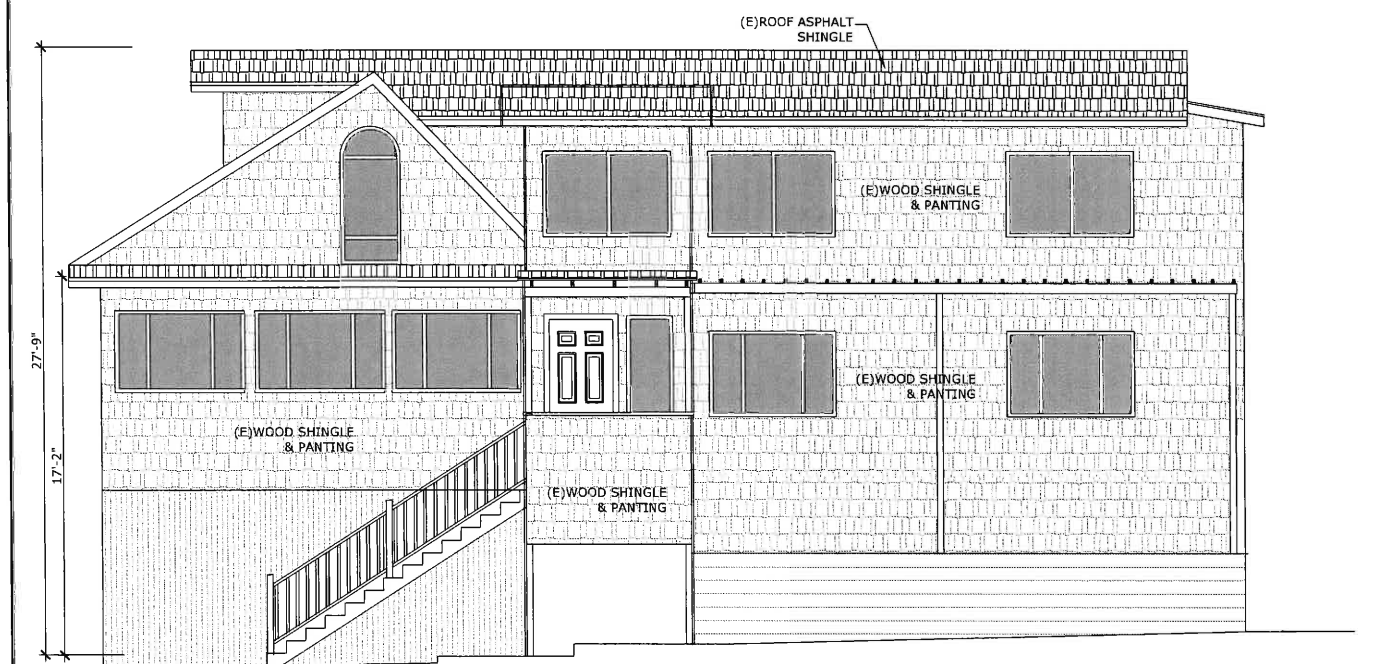 (E)ROOF ASPHALT
SHINGLE
(E)WOOD SHINGLE
& PANTING
27'-9"
17'-2"
(E)WOOD SHINGLE
& PANTING
(E)WOOD SHINGLE
& PANTING
(E)WOOD SHINGLE
& PANTING